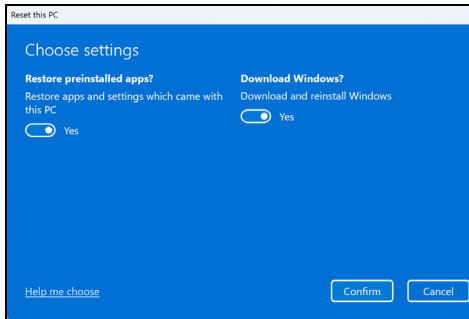 Reset this PC
Choose settings
Restore preinstalled apps?
Restore apps and settings which came with
this PC
Yes
Download Windows?
Download and reinstall Windows
Yes
Help me choose
Confirm
Cancel